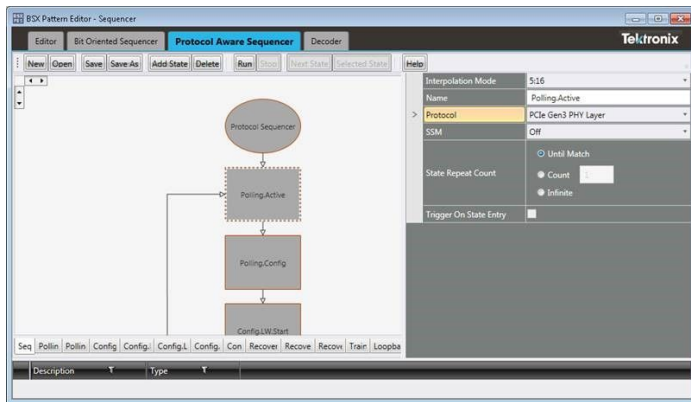 BSX Pattern Editor - Sequencer
Editor Bit Oriented Sequencer Protocol Aware Sequencer Decoder
Tektronix
New Open Save Save As Add State Delete Run Stop Next State Selected State Help
Interpolation Mode 5:16
Name Polling.Active
> Protocol PCIe Gen3 PHY Layer
SSM Off
State Repeat Count
Until Match
Count 1
Infinite
Trigger On State Entry
Protocol Sequencer
Polling.Active
Polling.Config
Config.LW.Start
Seq Pollin Pollin Config Config. Config.L Config. Con Recover Recove Recov Train Loopba
Description Type